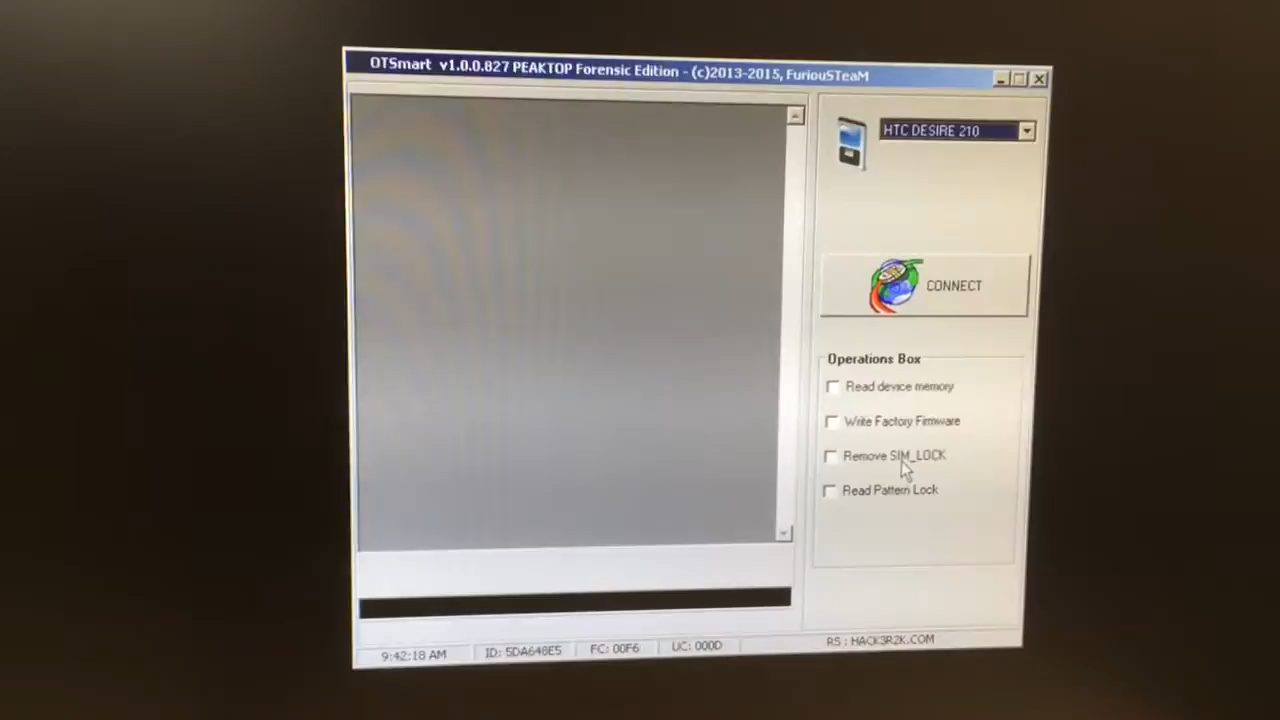 OTSmart v1.0.0.827 PEAKTOP Forensic Edition - (c)2013-2015, FuriouSTeaM
HTC DESIRE 210
CONNECT
Operations Box
Read device memory
Write Factory Firmware
Remove SIM_LOCK
Read Pattern Lock
9:42:18 AM
ID: 5DA648E5
FC: 00F6
UC: 000D
RS : HACK3R2K.COM